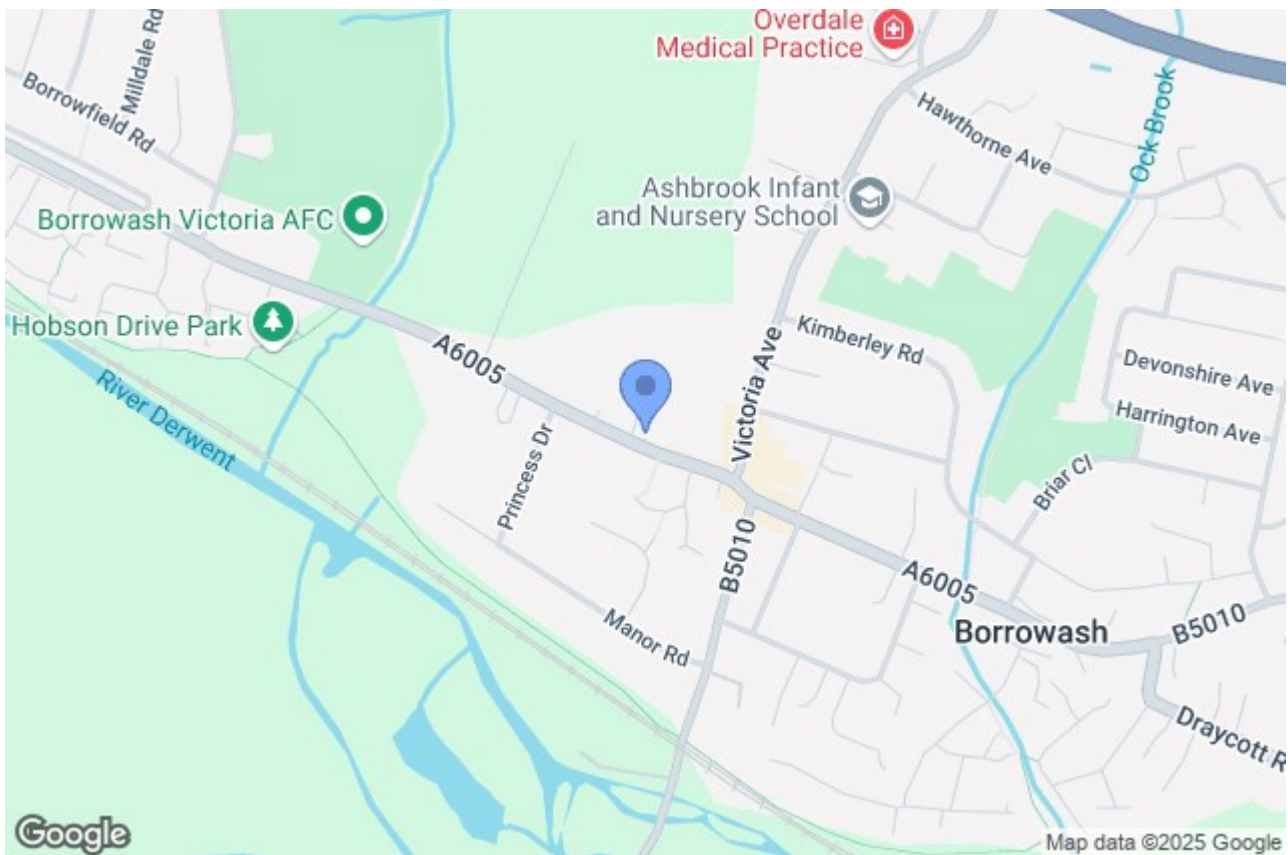 Overdale
Medical Practice
Milldale Rd
Borrowfield Rd
Hawthorne Ave
Ock Brook
Ashbrook Infant
and Nursery School
Borrowash Victoria AFC
Hobson Drive Park
A6005
Kimberley Rd
Victoria Ave
Devonshire Ave
Harrington Ave
River Derwent
Princess Dr
Briar Cl
B5010
A6005
Manor Rd
Borrowash
B5010
Draycott R
Google
Map data ©2025 Google